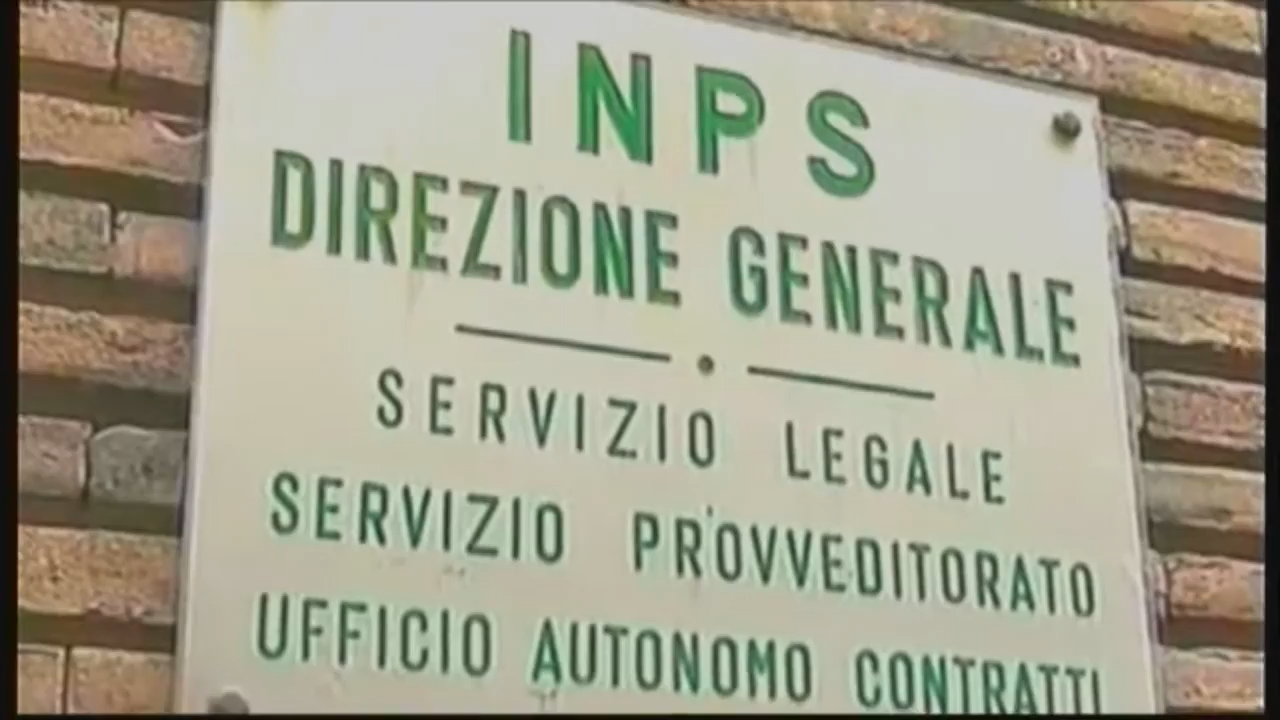 INPS
DIREZIONE GENERALE
SERVIZIO LEGALE
SERVIZIO PROVVEDITORATO
UFFICIO AUTONOMO CONTRATTI